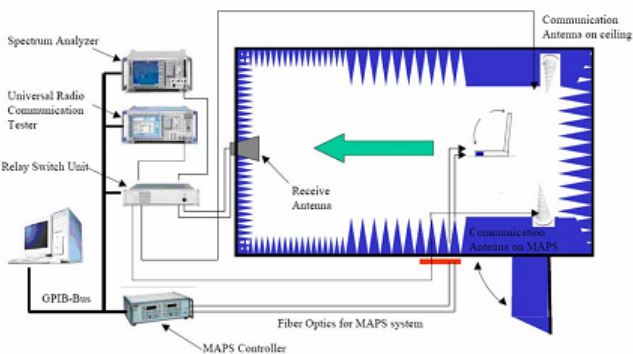 Communication
Antenna on ceiling
Spectrum Analyzer
Universal Radio
Communication
Tester
Relay Switch Unit
Receive
Antenna
Communication
Antenna on MAPS
GPIB-Bus
Fiber Optics for MAPS system
MAPS Controller